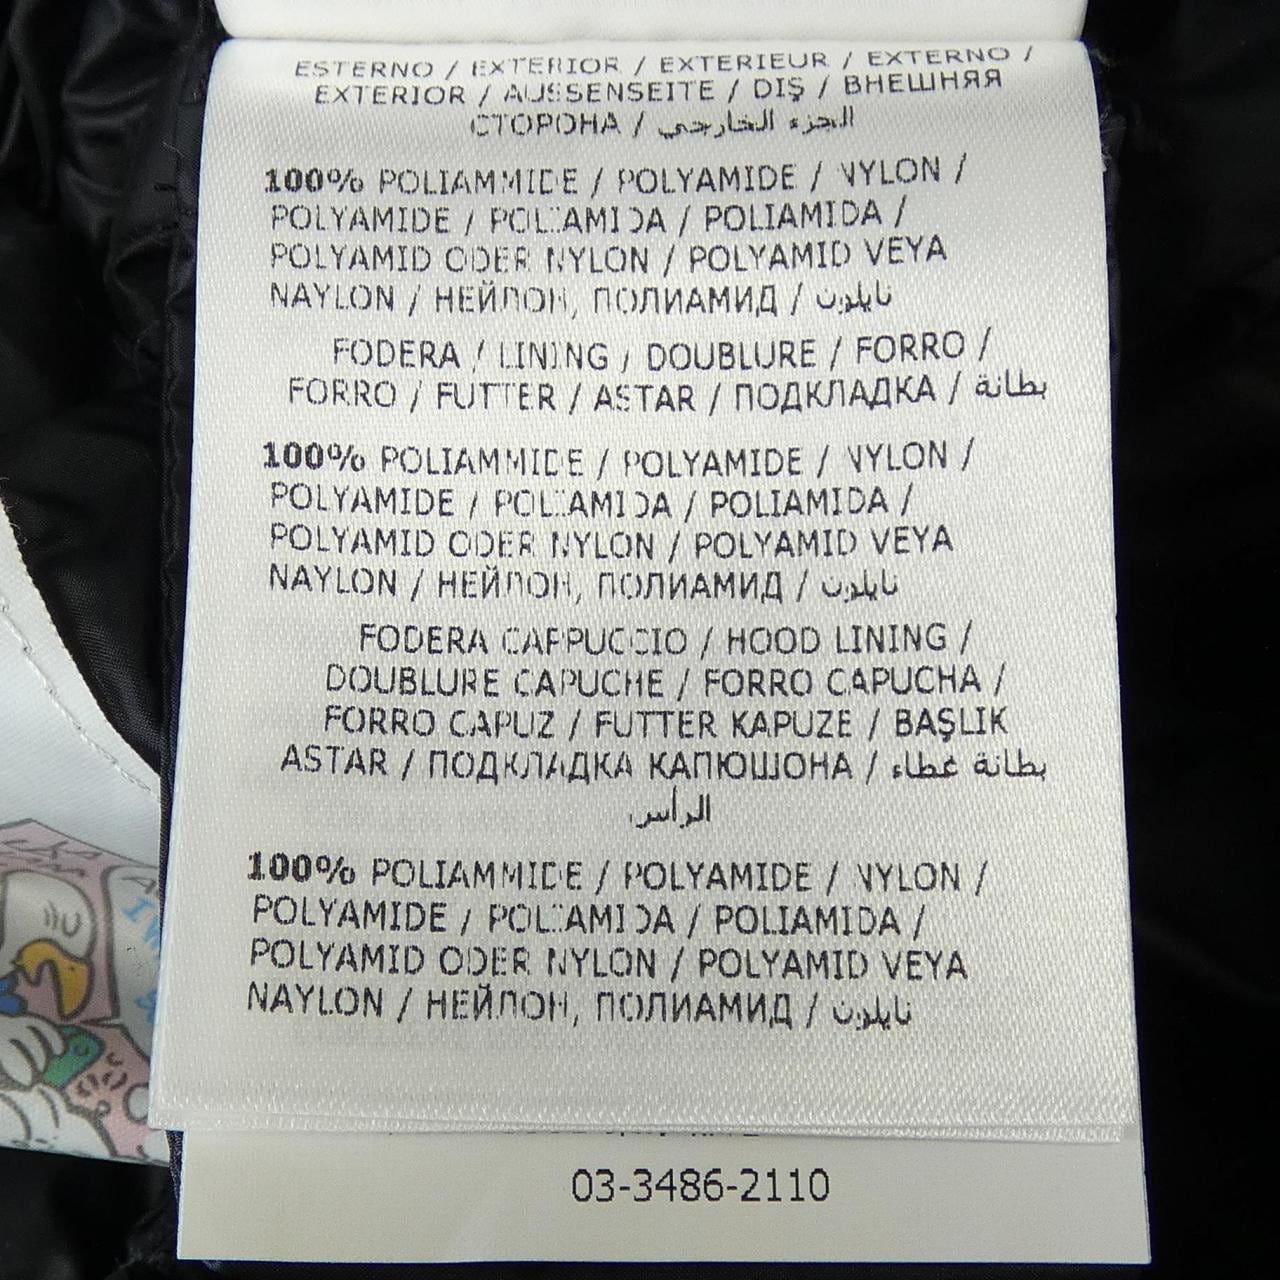 ESTERNO / EXTERIOR / EXTERIEUR / EXTERNO /
EXTERIOR / AUSSENSEITE / DIŞ / ВНЕШНЯЯ
СТОРОНА / الجزء الخارجي
100% POLIAMMIDE / POLYAMIDE / NYLON /
POLYAMIDE / POLIAMIDA / POLIAMIDA /
POLYAMID ODER NYLON / POLYAMID VEYA
NAYLON / НЕЙЛОН, ПОЛИАМИД / نايلون
FODERA / LINING / DOUBLURE / FORRO /
FORRO / FUTTER / ASTAR / ПОДКЛАДКА / بطانة
100% POLIAMMIDE / POLYAMIDE / NYLON /
POLYAMIDE / POLIAMIDA / POLIAMIDA /
POLYAMID ODER NYLON / POLYAMID VEYA
NAYLON / НЕЙЛОН, ПОЛИАМИД / نايلون
FODERA CAPPUCCIO / HOOD LINING /
DOUBLURE CAPUCHE / FORRO CAPUCHA /
FORRO CAPUZ / FUTTER KAPUZE / BAŞLIK
ASTAR / ПОДКЛАДКА КАПЮШОНА / بطانة غطاء
الرأس
100% POLIAMMIDE / POLYAMIDE / NYLON /
POLYAMIDE / POLIAMIDA / POLIAMIDA /
POLYAMID ODER NYLON / POLYAMID VEYA
NAYLON / НЕЙЛОН, ПОЛИАМИД / نايلون
03-3486-2110